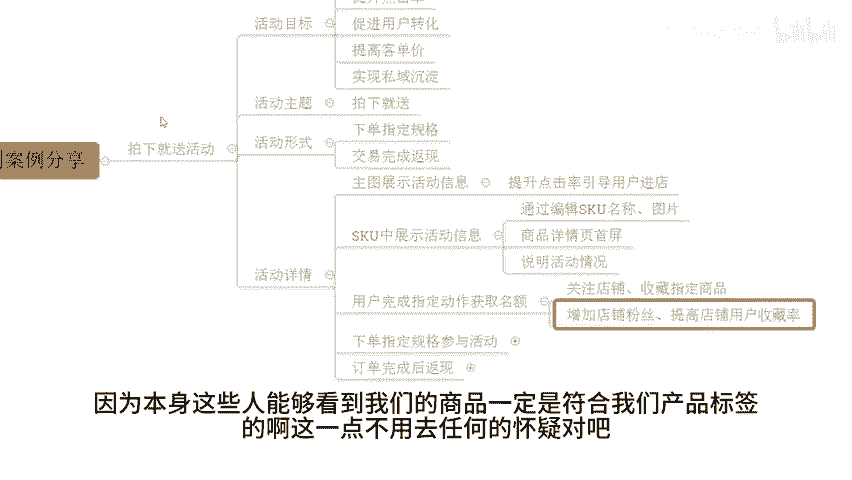 活动目标
促进用户转化
提高客单价
实现私域沉淀
活动主题
拍下就送
案例分享
拍下就送活动
活动形式
下单指定规格
交易完成返现
主图展示活动信息
提升点击率引导用户进店
SKU中展示活动信息
通过编辑SKU名称、图片
商品详情页首屏
说明活动情况
活动详情
用户完成指定动作获取名额
关注店铺、收藏指定商品
增加店铺粉丝、提高店铺用户收藏率
下单指定规格参与活动
订单完成后返现
因为本身这些人能够看到我们的商品一定是符合我们产品标签
的啊这一点不用去任何的怀疑对吧